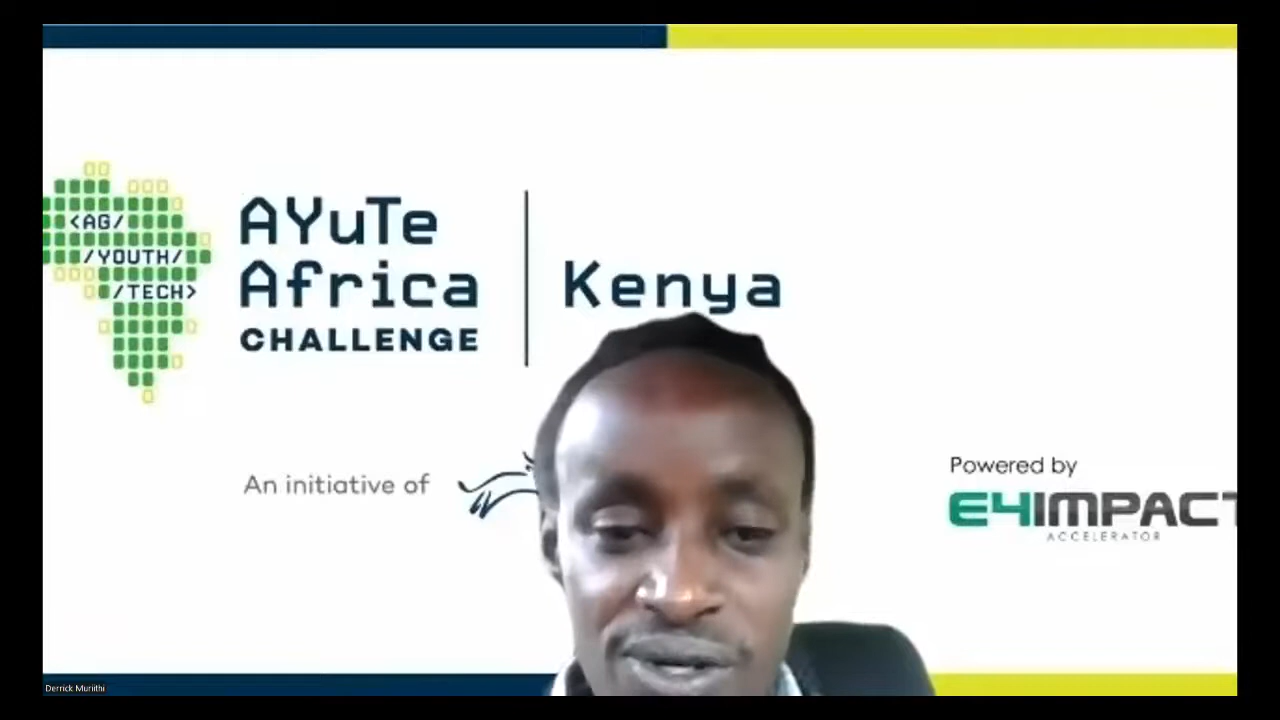 <AG/
/YOUTH/
/TECH>
AYuTe
Africa
CHALLENGE
Kenya
An initiative of
Powered by
E4IMPACT
ACCELERATOR
Derrick Muriithi